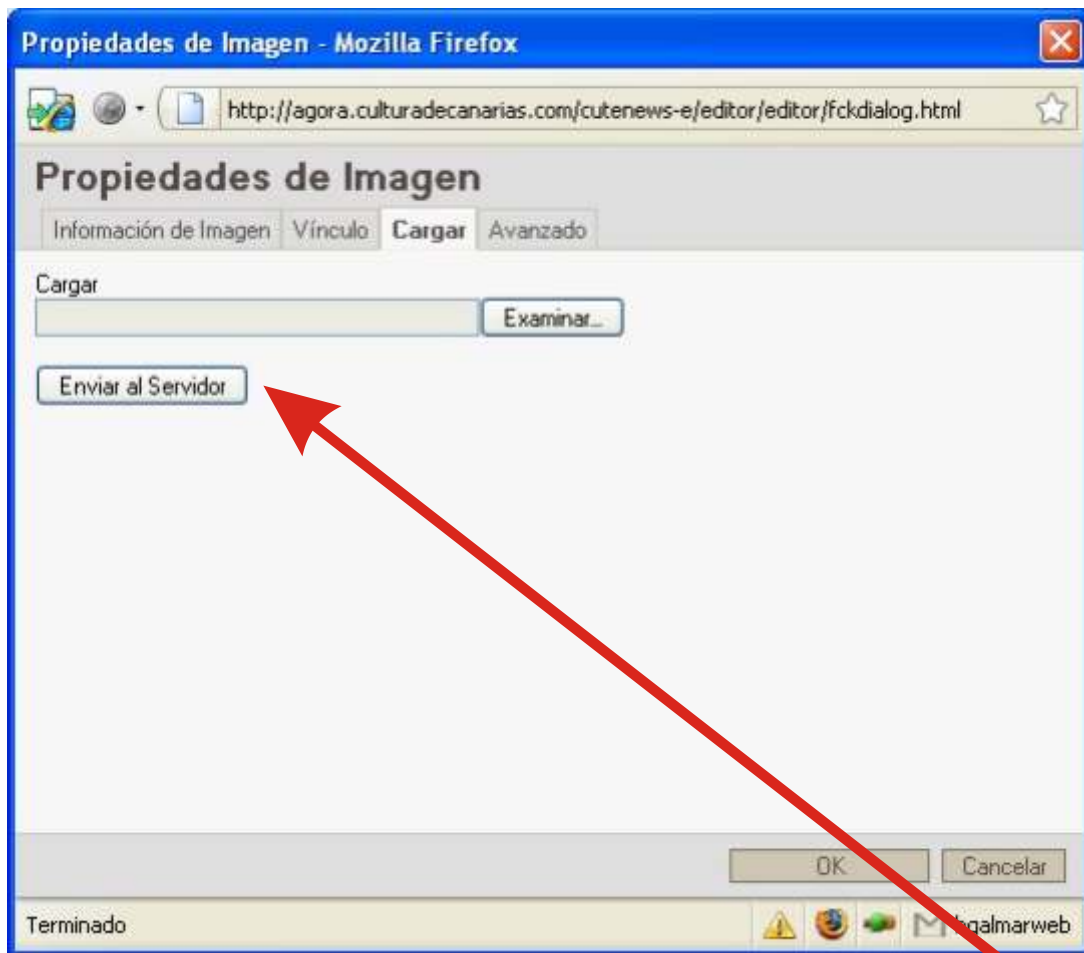 Propiedades de Imagen - Mozilla Firefox
http://agora.culturadecanarias.com/cutenews-e/editor/editor/fckdialog.html
Propiedades de Imagen
Información de Imagen Vínculo Cargar Avanzado
Cargar
Examinar...
Enviar al Servidor
OK Cancelar
Terminado